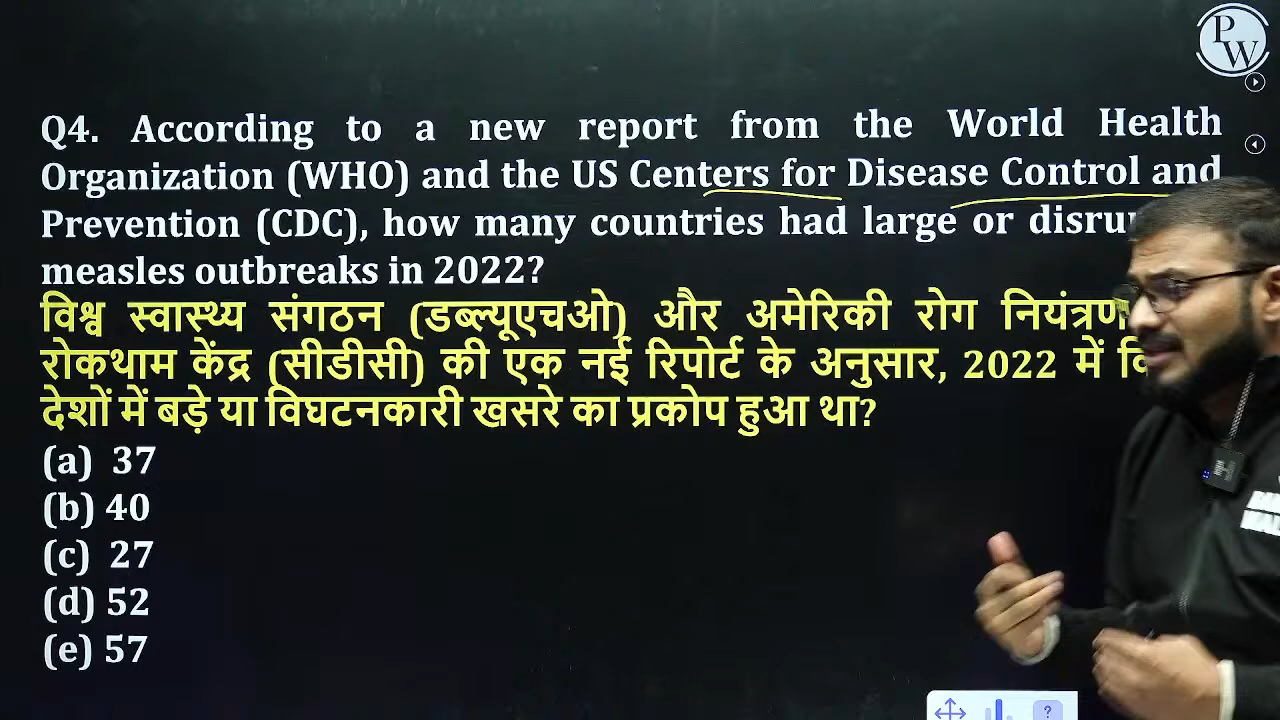 PW
Q4. According to a new report from the World Health
Organization (WHO) and the US Centers for Disease Control and
Prevention (CDC), how many countries had large or
measles outbreaks in 2022?
विश्व स्वास्थ्य संगठन (डब्ल्यूएचओ) और अमेरिकी रोग नियंत्रण
रोकथाम केंद्र (सीडीसी) की एक नई रिपोर्ट के अनुसार, 2022 में
देशों में बड़े या विघटनकारी खसरे का प्रकोप हुआ था?
(a) 37
(b) 40
(c) 27
(d) 52
(e) 57
?